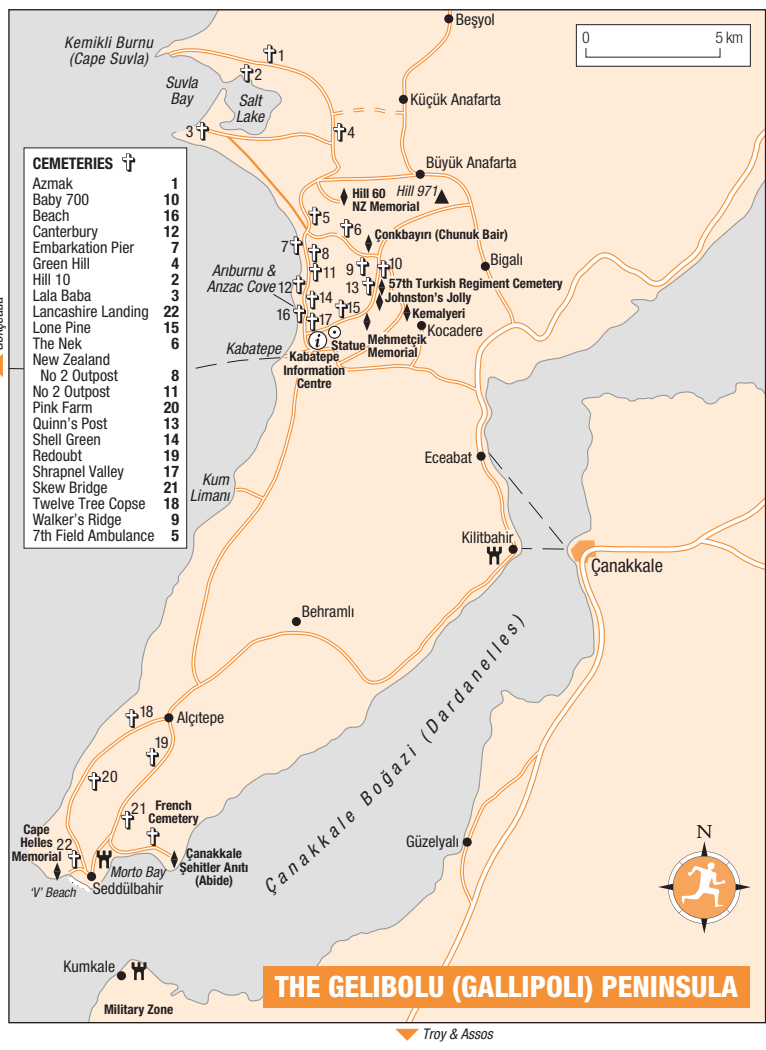 Beşyol
0 5 km
Kemikli Burnu
(Cape Suvla)
1
2
Suvla
Bay
Salt
Lake
Küçük Anafarta
3
4
CEMETERIES
Azmak 1
Baby 700 10
Beach 16
Canterbury 12
Embarkation Pier 7
Green Hill 4
Hill 10 2
Lala Baba 3
Lancashire Landing 22
Lone Pine 15
The Nek 6
New Zealand
No 2 Outpost 8
No 2 Outpost 11
Pink Farm 20
Quinn's Post 13
Shell Green 14
Redoubt 19
Shrapnel Valley 17
Skew Bridge 21
Twelve Tree Copse 18
Walker's Ridge 9
7th Field Ambulance 5
Büyük Anafarta
Hill 60
NZ Memorial
Hill 971
5
6
Çonkbayırı (Chunuk Bair)
7
8
9
10
Bigalı
Arıburnu &
Anzac Cove
11
12
13
57th Turkish Regiment Cemetery
14
Johnston's Jolly
15
Kemalyeri
16
17
Kocadere
Statue
Mehmetçik
Memorial
Kabatepe
i
Kabatepe
Information
Centre
Eceabat
Kum
Limanı
Kilitbahir
Çanakkale
Behramlı
Çanakkale Boğazi (Dardanelles)
18
Alçıtepe
19
20
21
French
Cemetery
Cape
Helles
Memorial
22
Morto Bay
Çanakkale
Şehitler Anıtı
(Abide)
'V' Beach
Seddülbahir
Güzelyalı
N
Kumkale
Military Zone
THE GELIBOLU (GALLIPOLI) PENINSULA
Troy & Assos